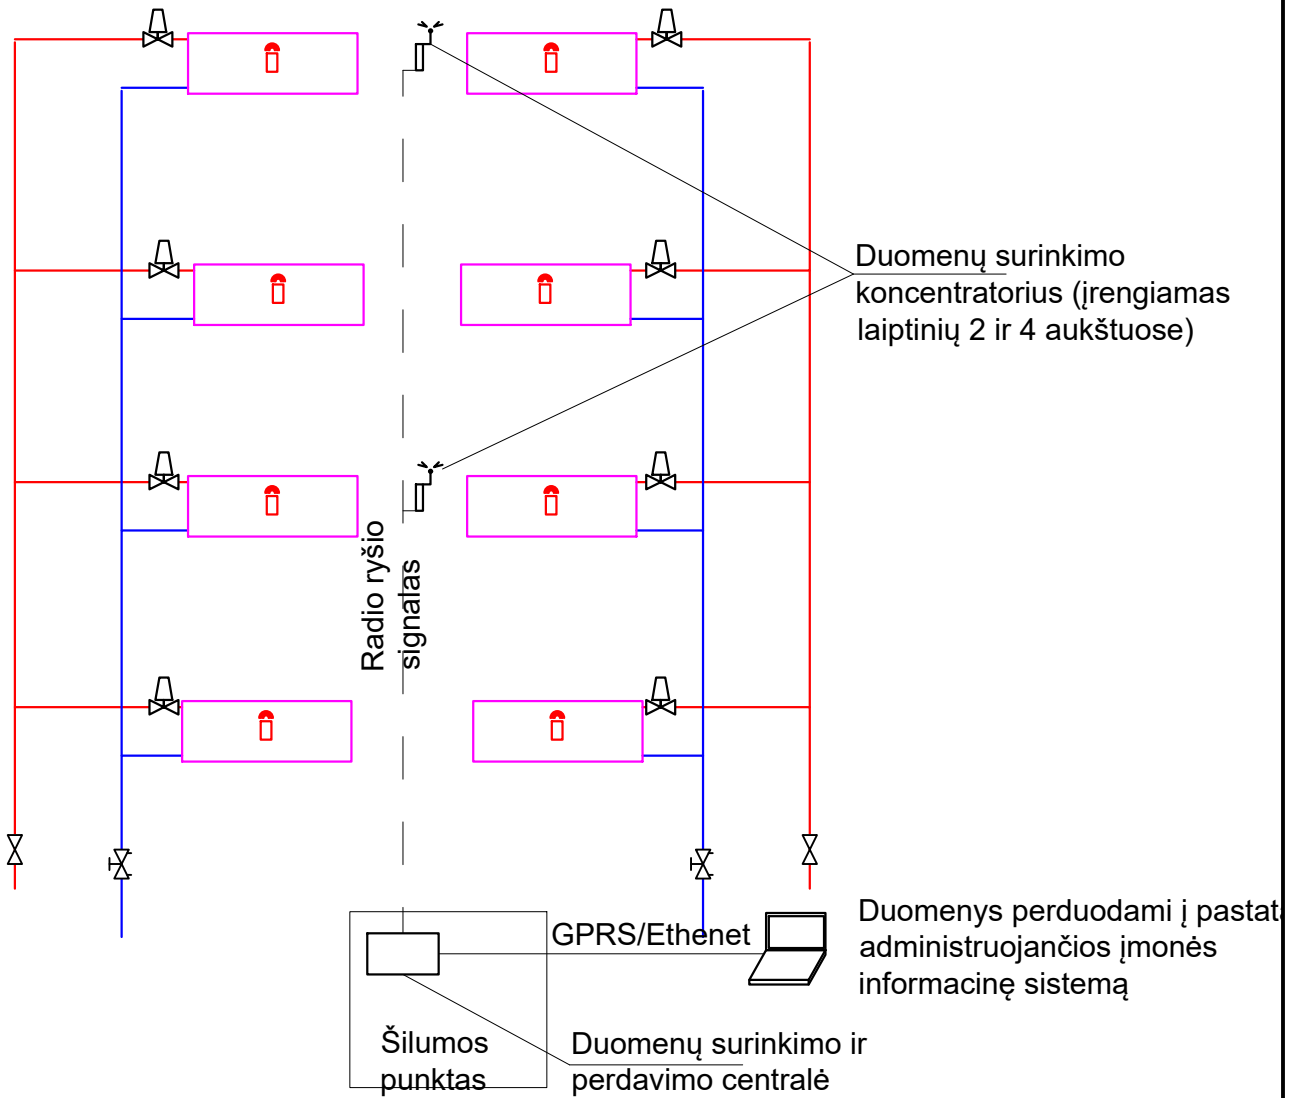 Duomenų surinkimo
koncentratorius (įrengiamas
laiptinių 2 ir 4 aukštuose)
Radio ryšio
signalas
GPRS/Ethenet
Duomenys perduodami į pastat
administruojančios įmonės
informacinę sistemą
Šilumos
punktas
Duomenų surinkimo ir
perdavimo centralė